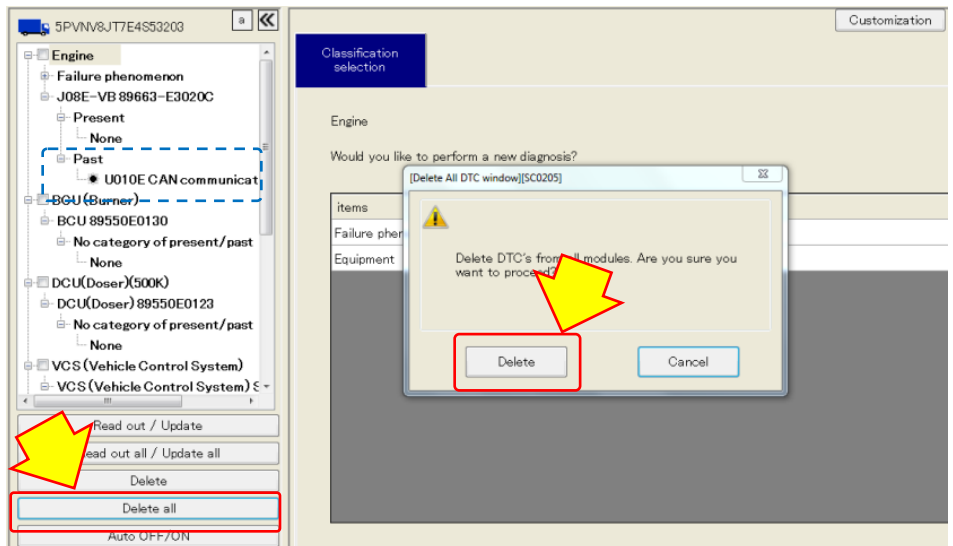 5PVNV8JT7E4S53203
a
Customization
Engine
Failure phenomenon
J08E-VB 89663-E3020C
Present
None
Past
U010E CAN communicat
BCU (Burner)
BCU 89550E0130
No category of present/past
None
DCU(Doser)(500K)
DCU(Doser) 89550E0123
No category of present/past
None
VCS (Vehicle Control System)
VCS (Vehicle Control System) S
Read out / Update
ead out all / Update all
Delete
Delete all
Auto OFF/ON
Classification
selection
Engine
Would you like to perform a new diagnosis?
items
Failure pher
Equipment
[Delete All DTC window][SC0205]
Delete DTC's from all modules. Are you sure you
want to proceed?
Delete
Cancel